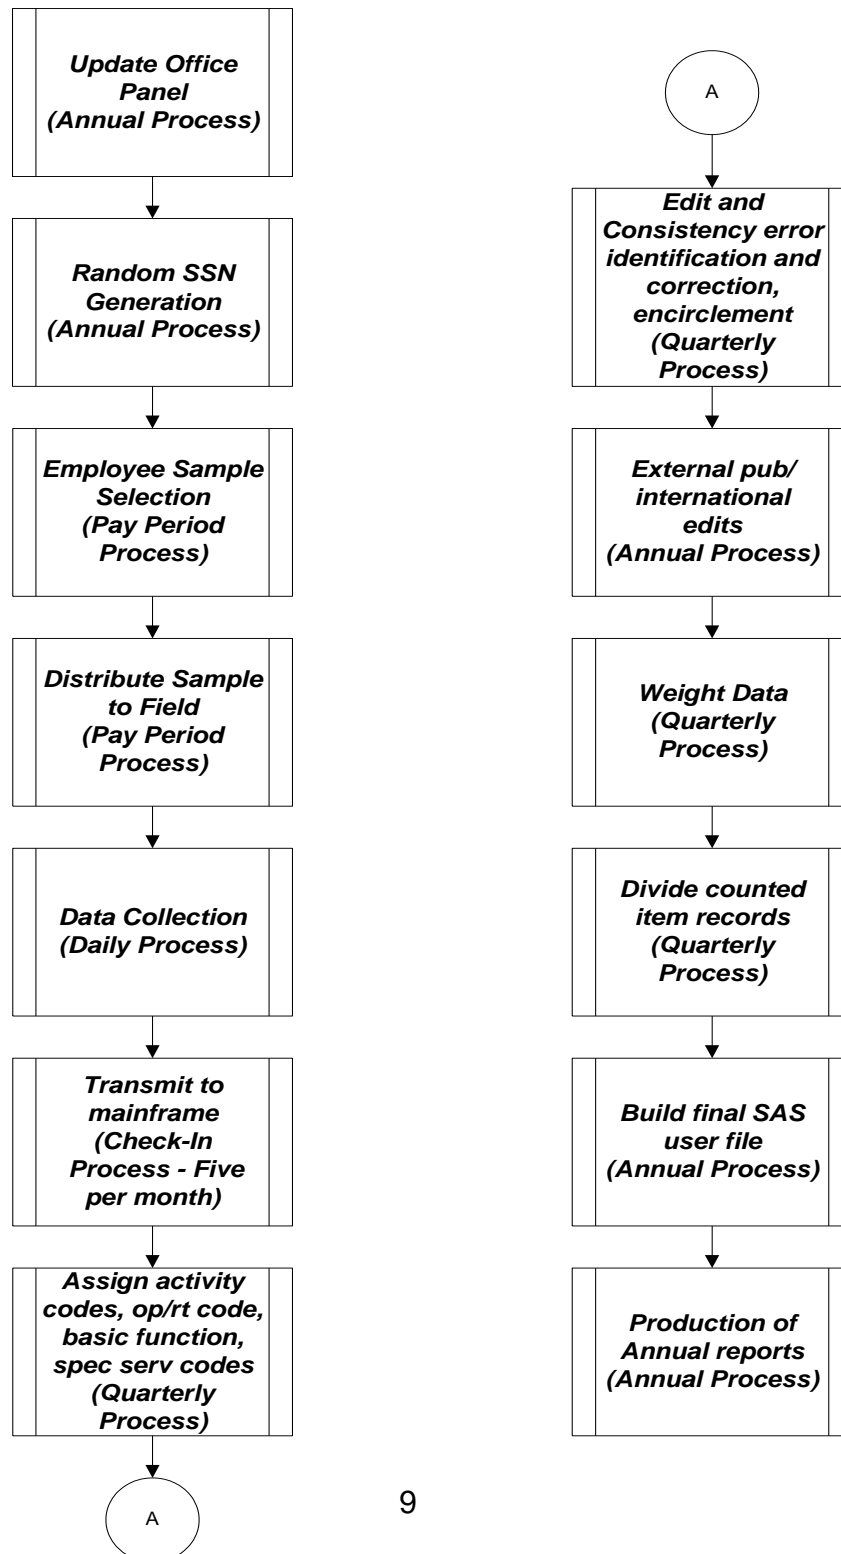 Update Office
Panel
(Annual Process)
Random SSN
Generation
(Annual Process)
Employee Sample
Selection
(Pay Period
Process)
Distribute Sample
to Field
(Pay Period
Process)
Data Collection
(Daily Process)
Transmit to
mainframe
(Check-In
Process - Five
per month)
Assign activity
codes, op/rt code,
basic function,
spec serv codes
(Quarterly
Process)
A
A
Edit and
Consistency error
identification and
correction,
encirclement
(Quarterly
Process)
External pub/
international
edits
(Annual Process)
Weight Data
(Quarterly
Process)
Divide counted
item records
(Quarterly
Process)
Build final SAS
user file
(Annual Process)
Production of
Annual reports
(Annual Process)
9